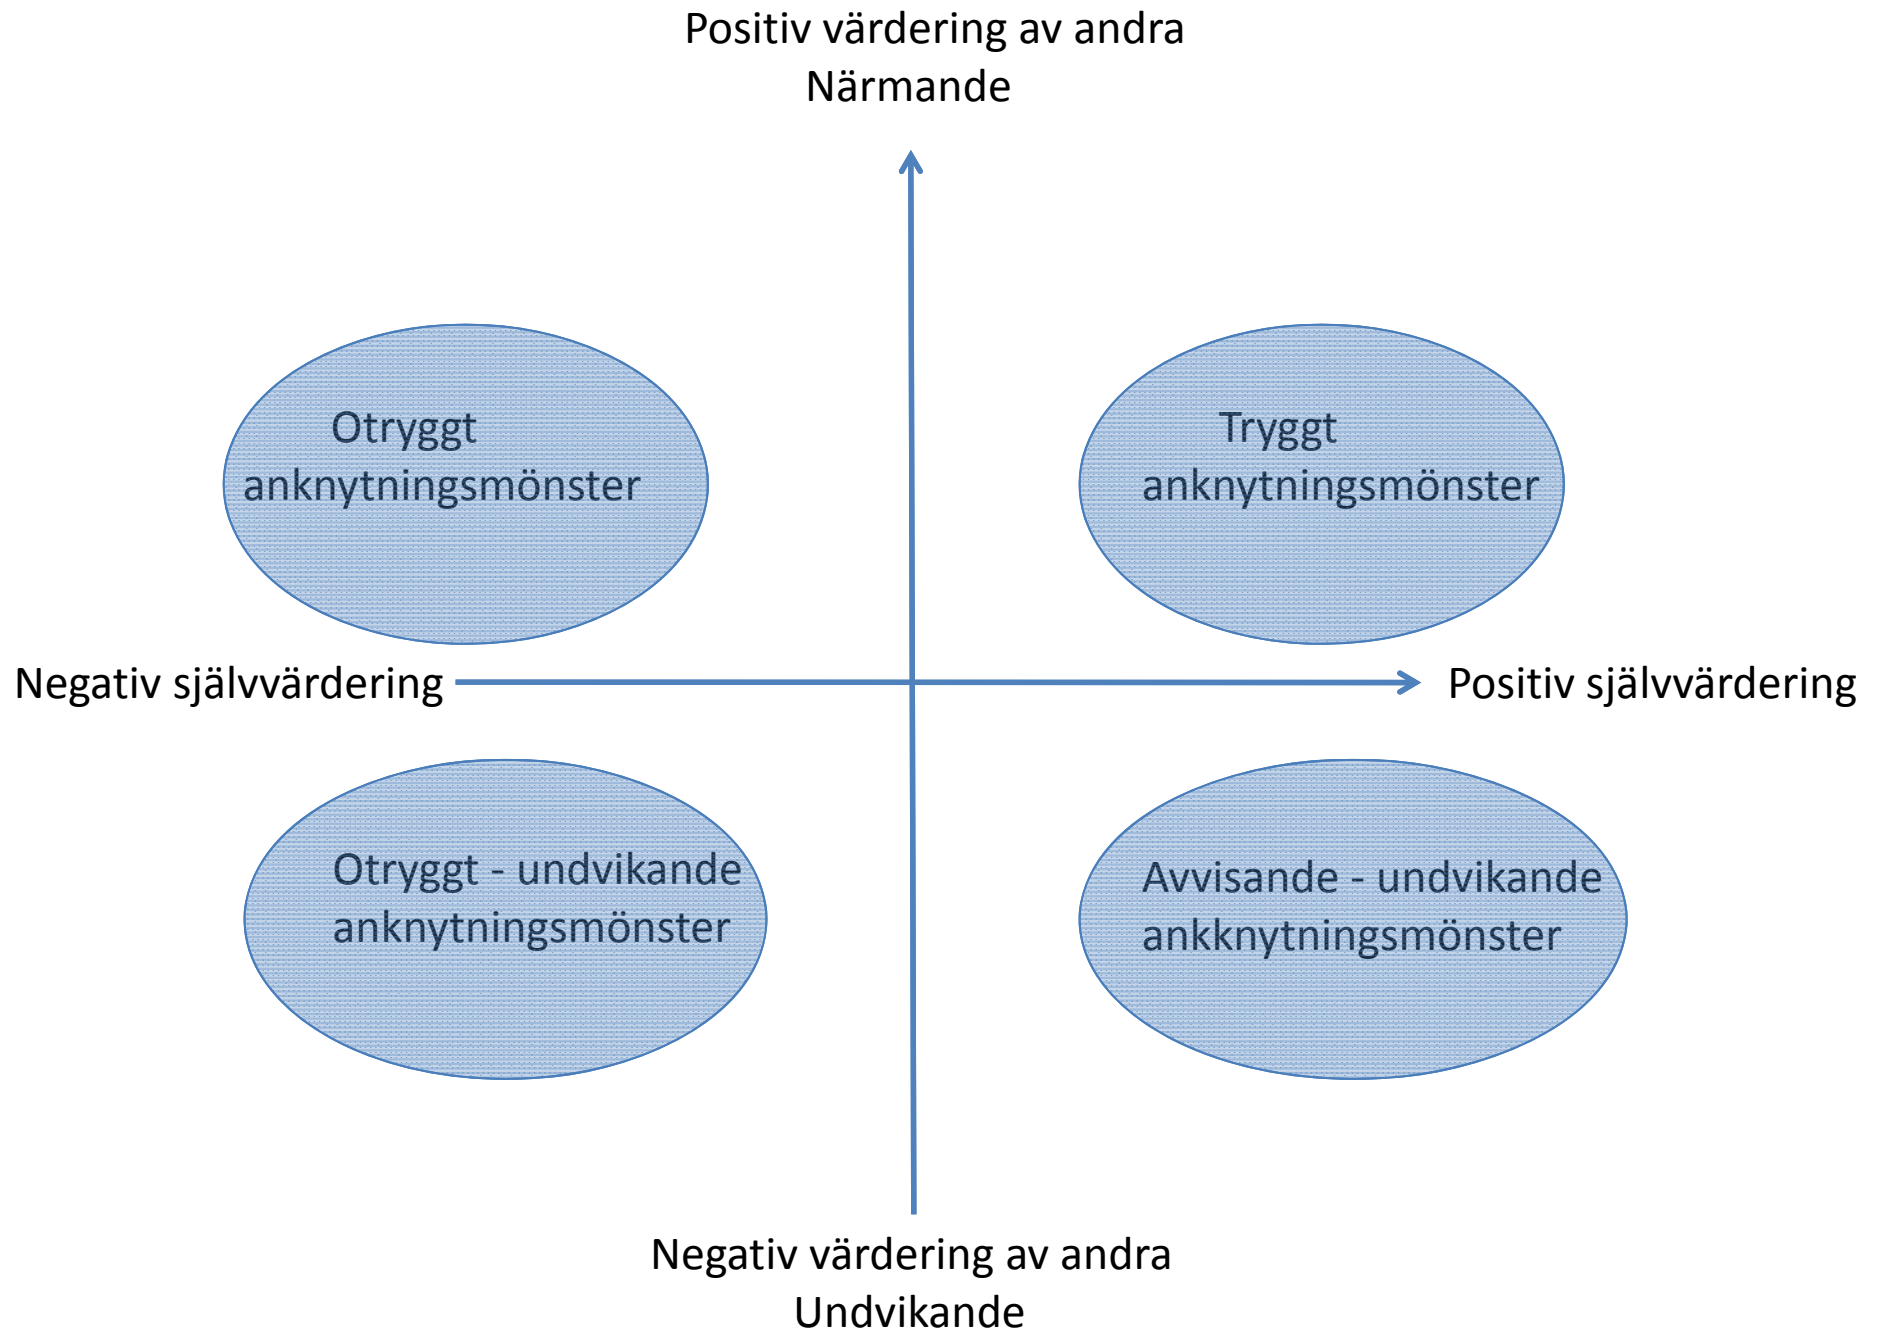 Positiv värdering av andra
Närmande
Otryggt
anknytningsmönster
Tryggt
anknytningsmönster
Negativ självvärdering
Positiv självvärdering
Otryggt - undvikande
anknytningsmönster
Avvisande - undvikande
ankknytningsmönster
Negativ värdering av andra
Undvikande